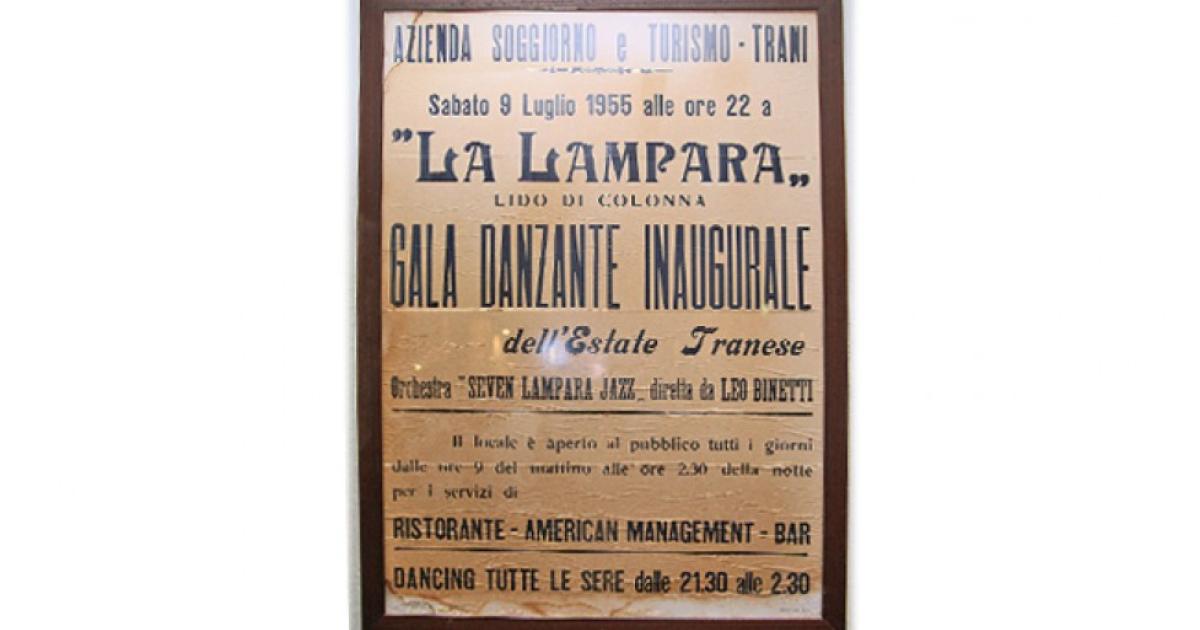 AZIENDA SOGGIORNO e TURISMO - TRANI
Sabato 9 Luglio 1955 alle ore 22 a
"LA LAMPARA„
LIDO DI COLONNA
GALA DANZANTE INAUGURALE
dell'Estate Tranese
Orchestra "SEVEN LAMPARA JAZZ„ diretta da LEO BINETTI
Il locale è aperto al pubblico tutti i giorni
dalle ore 9 del mattino alle ore 2.30 della notte
per i servizi di
RISTORANTE - AMERICAN MANAGEMENT - BAR
DANCING TUTTE LE SERE dalle 21.30 alle 2.30